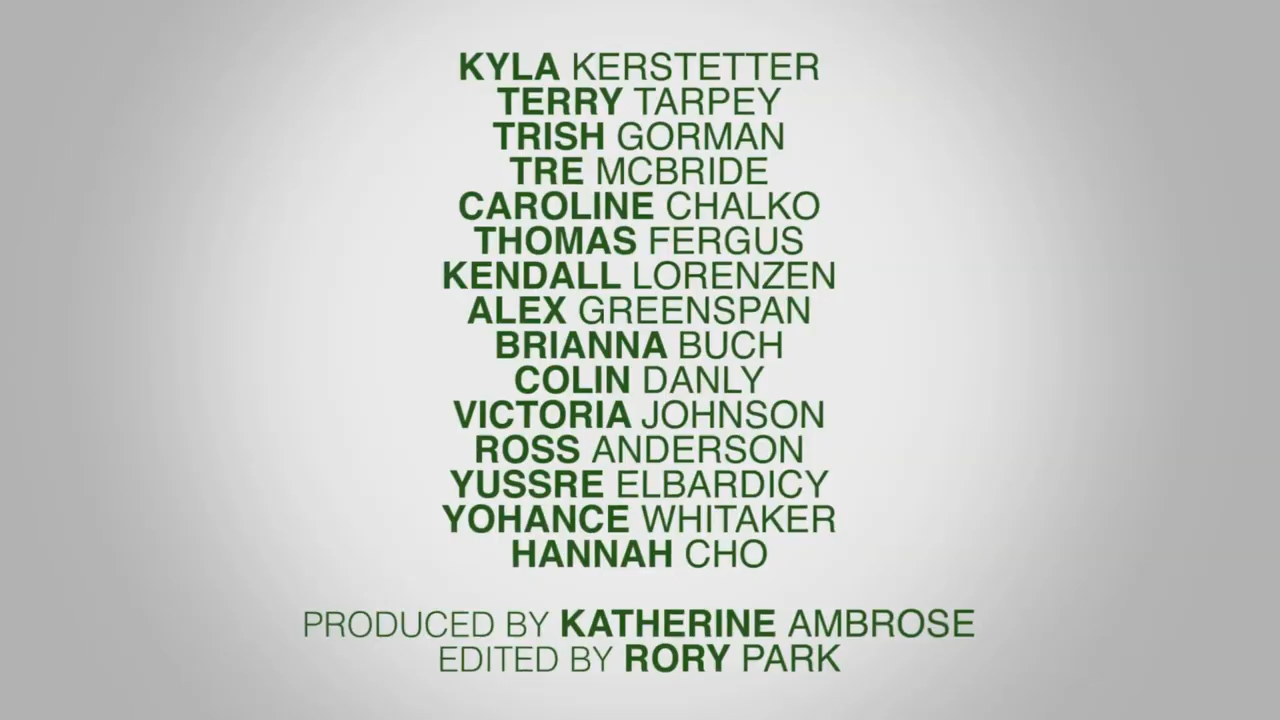 KYLA KERSTETTER
TERRY TARPEY
TRISH GORMAN
TRE MCBRIDE
CAROLINE CHALKO
THOMAS FERGUS
KENDALL LORENZEN
ALEX GREENSPAN
BRIANNA BUCH
COLIN DANLY
VICTORIA JOHNSON
ROSS ANDERSON
YUSSRE ELBARDICY
YOHANCE WHITAKER
HANNAH CHO
PRODUCED BY KATHERINE AMBROSE
EDITED BY RORY PARK